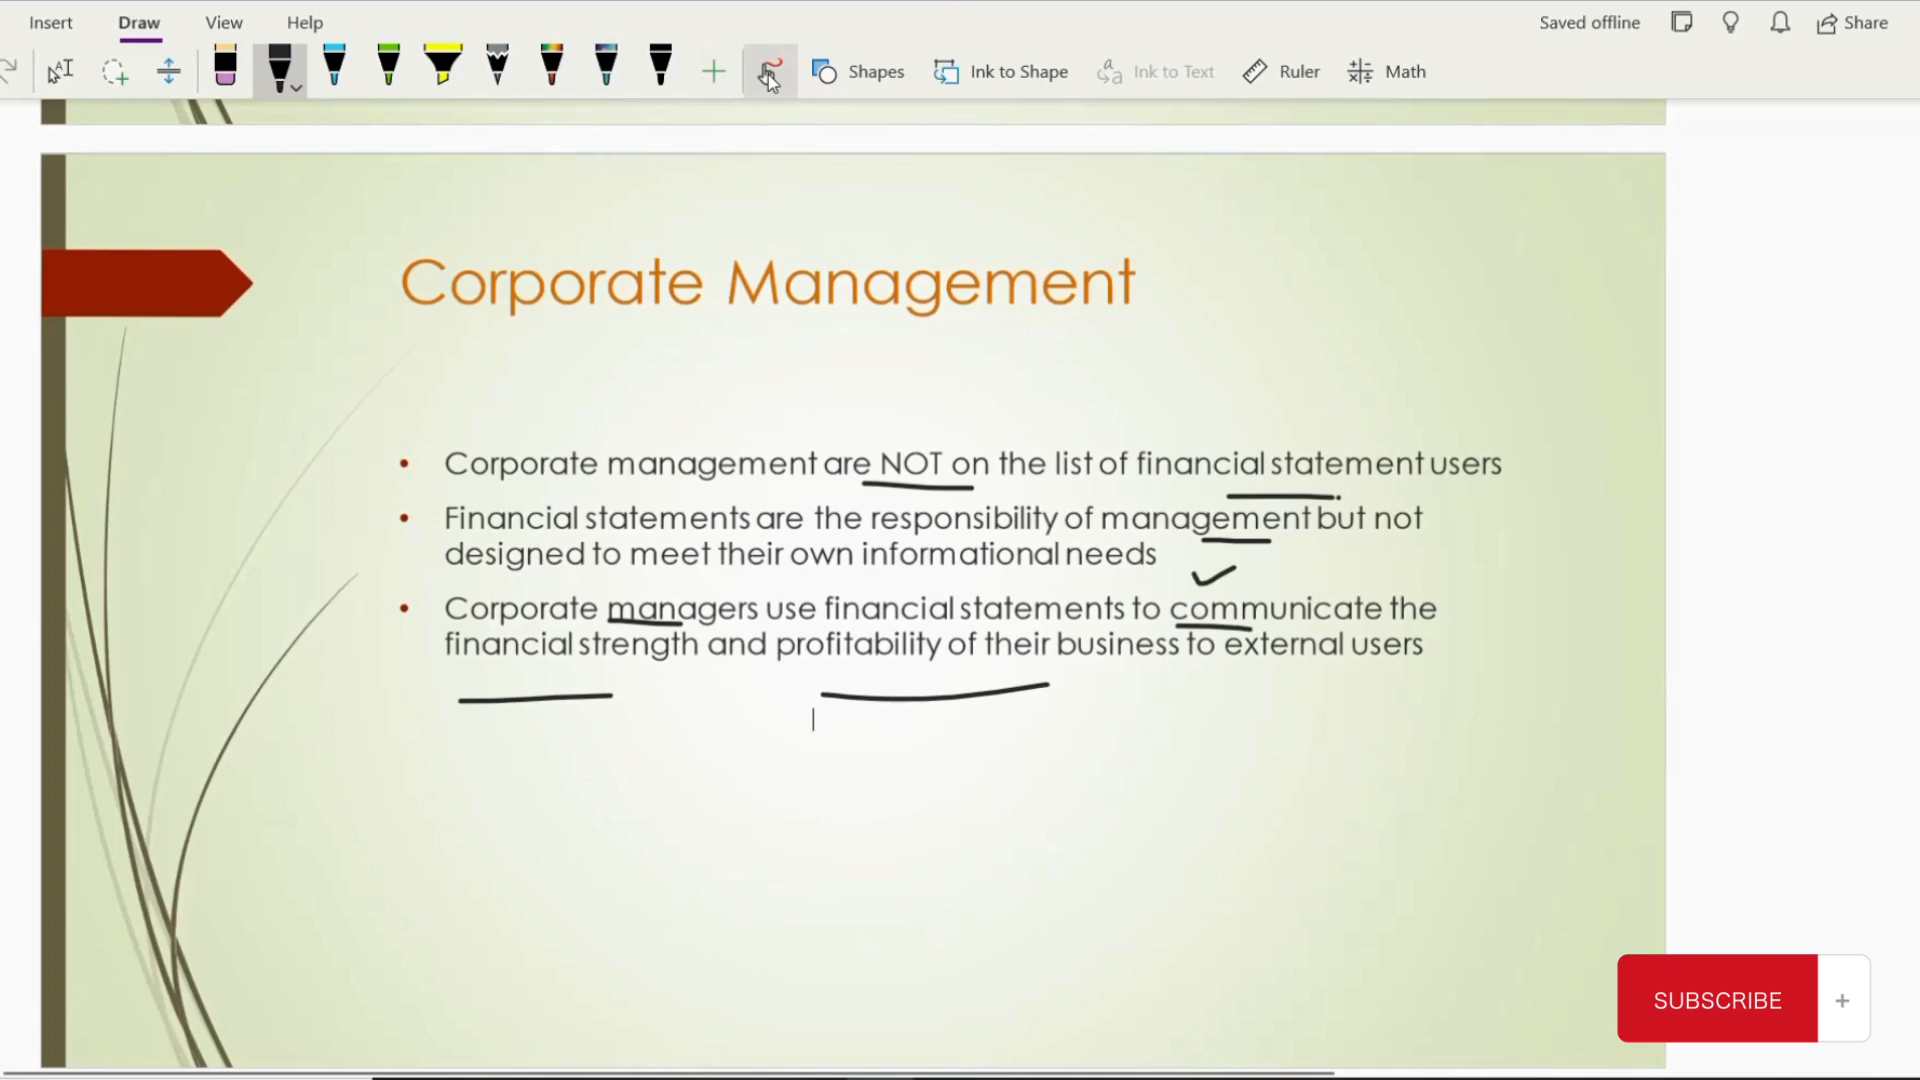 Insert Draw View Help Saved offline Share
Shapes Ink to Shape Ink to Text Ruler Math
Corporate Management
• Corporate management are NOT on the list of financial statement users
• Financial statements are the responsibility of management but not
designed to meet their own informational needs
• Corporate managers use financial statements to communicate the
financial strength and profitability of their business to external users
SUBSCRIBE +